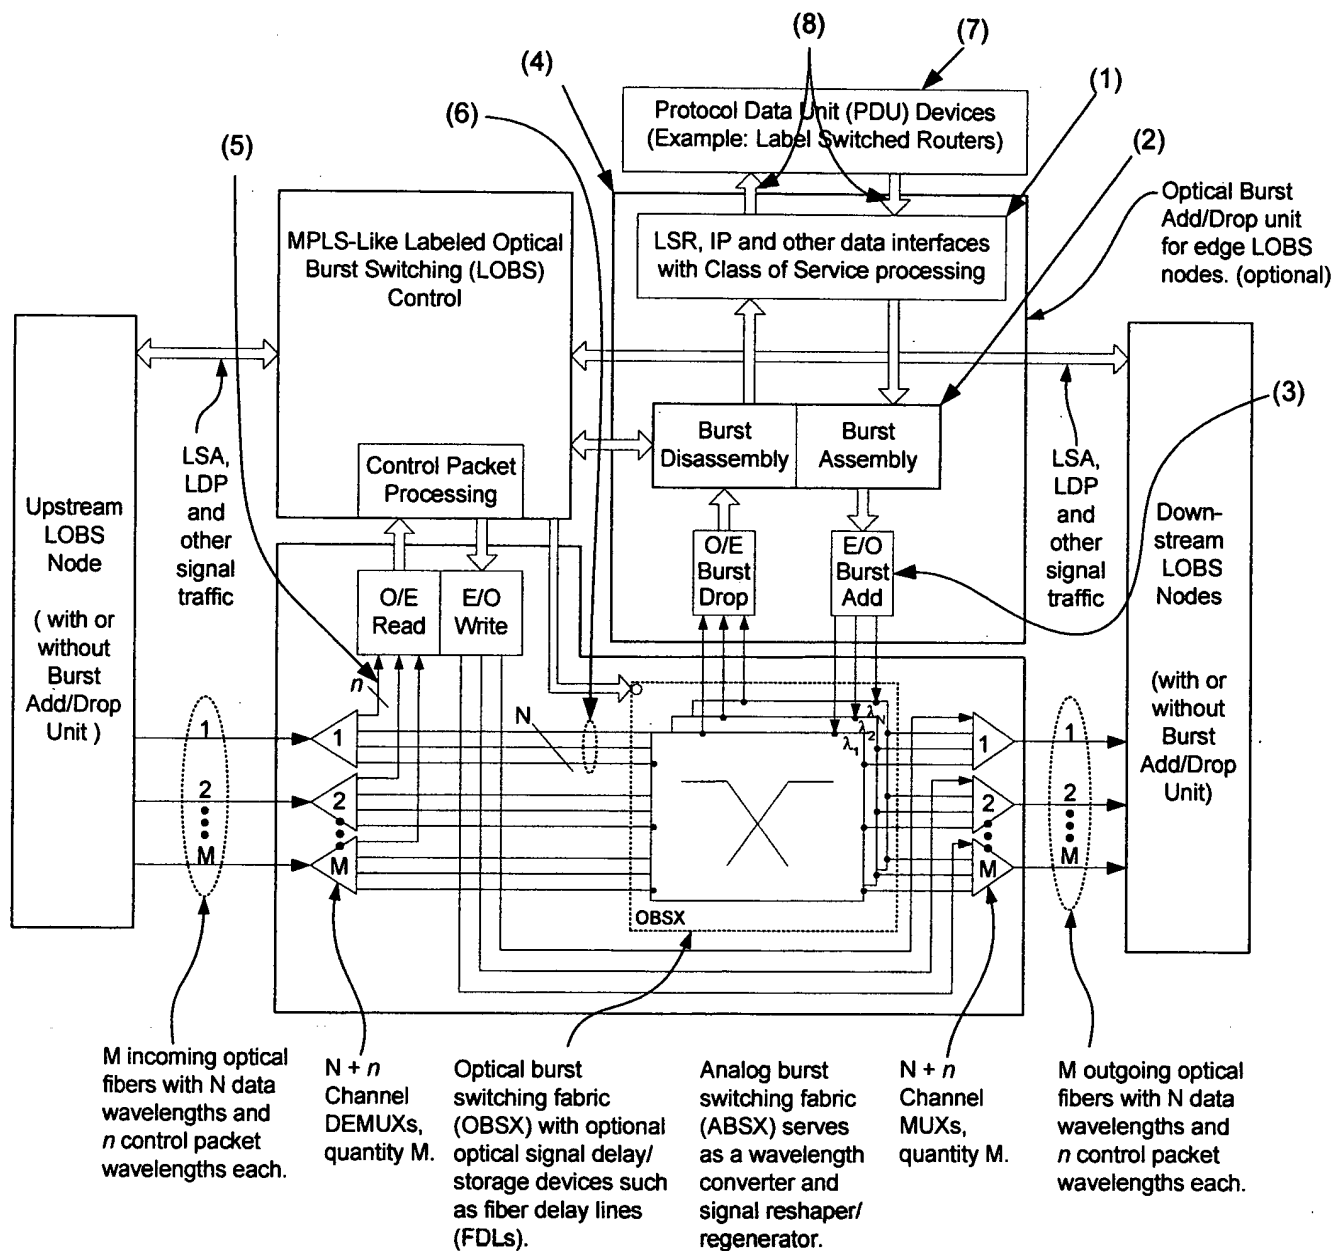 (8)
(7)
(4)
(1)
(6)
(5)
(2)
Protocol Data Unit (PDU) Devices
(Example: Label Switched Routers)
Optical Burst
Add/Drop unit
for edge LOBS
nodes. (optional)
MPLS-Like Labeled Optical
Burst Switching (LOBS)
Control
LSR, IP and other data interfaces
with Class of Service processing
(3)
Burst
Disassembly
Burst
Assembly
Control Packet
Processing
LSA,
LDP
and
other
signal
traffic
LSA,
LDP
and
other
signal
traffic
Upstream
LOBS
Node
( with or
without
Burst
Add/Drop
Unit )
Down-
stream
LOBS
Nodes
(with or
without
Burst
Add/Drop
Unit)
O/E
Burst
Drop
E/O
Burst
Add
O/E
Read
E/O
Write
n
N
λ1
λ2
λN
1
2
M
1
2
M
1
2
M
1
2
M
OBSX
M incoming optical
fibers with N data
wavelengths and
n control packet
wavelengths each.
N + n
Channel
DEMUXs,
quantity M.
Optical burst
switching fabric
(OBSX) with optional
optical signal delay/
storage devices such
as fiber delay lines
(FDLs).
Analog burst
switching fabric
(ABSX) serves
as a wavelength
converter and
signal reshaper/
regenerator.
N + n
Channel
MUXs,
quantity M.
M outgoing optical
fibers with N data
wavelengths and
n control packet
wavelengths each.